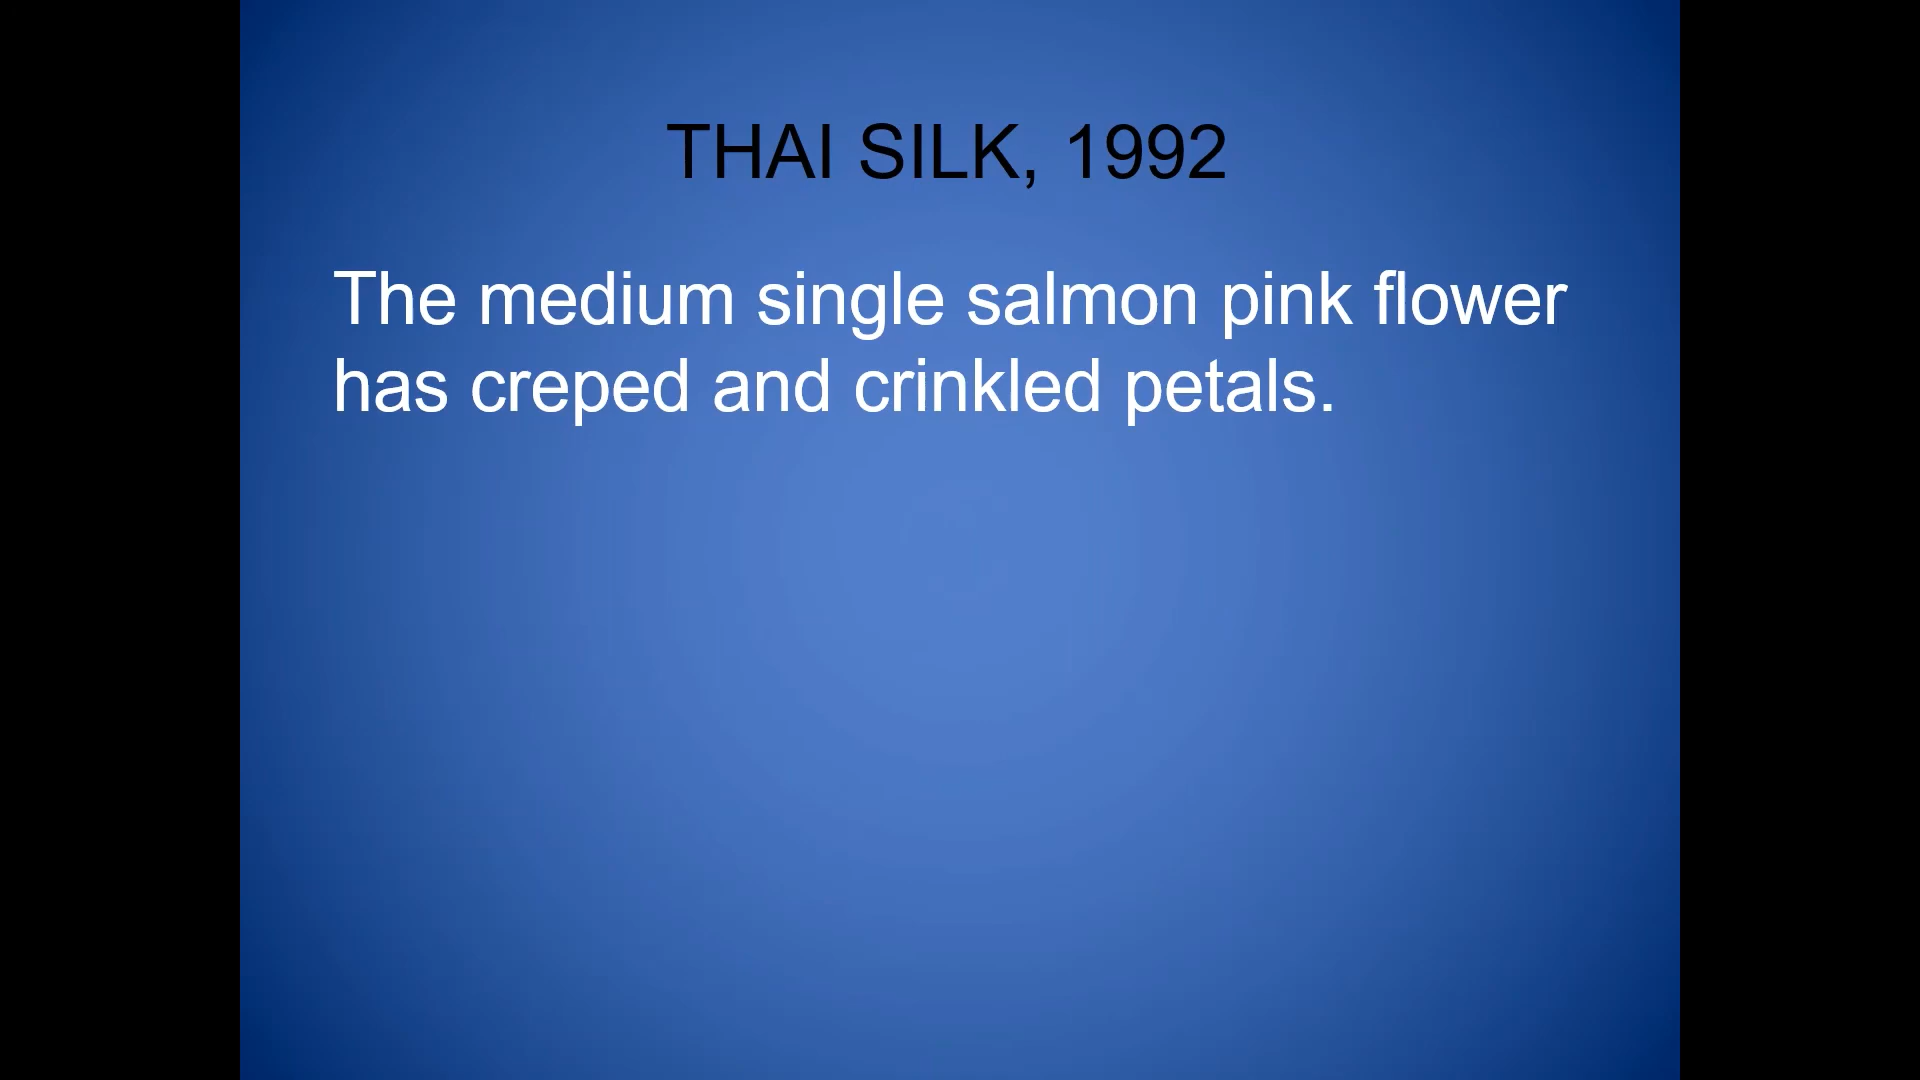 THAI SILK, 1992
The medium single salmon pink flower
has creped and crinkled petals.